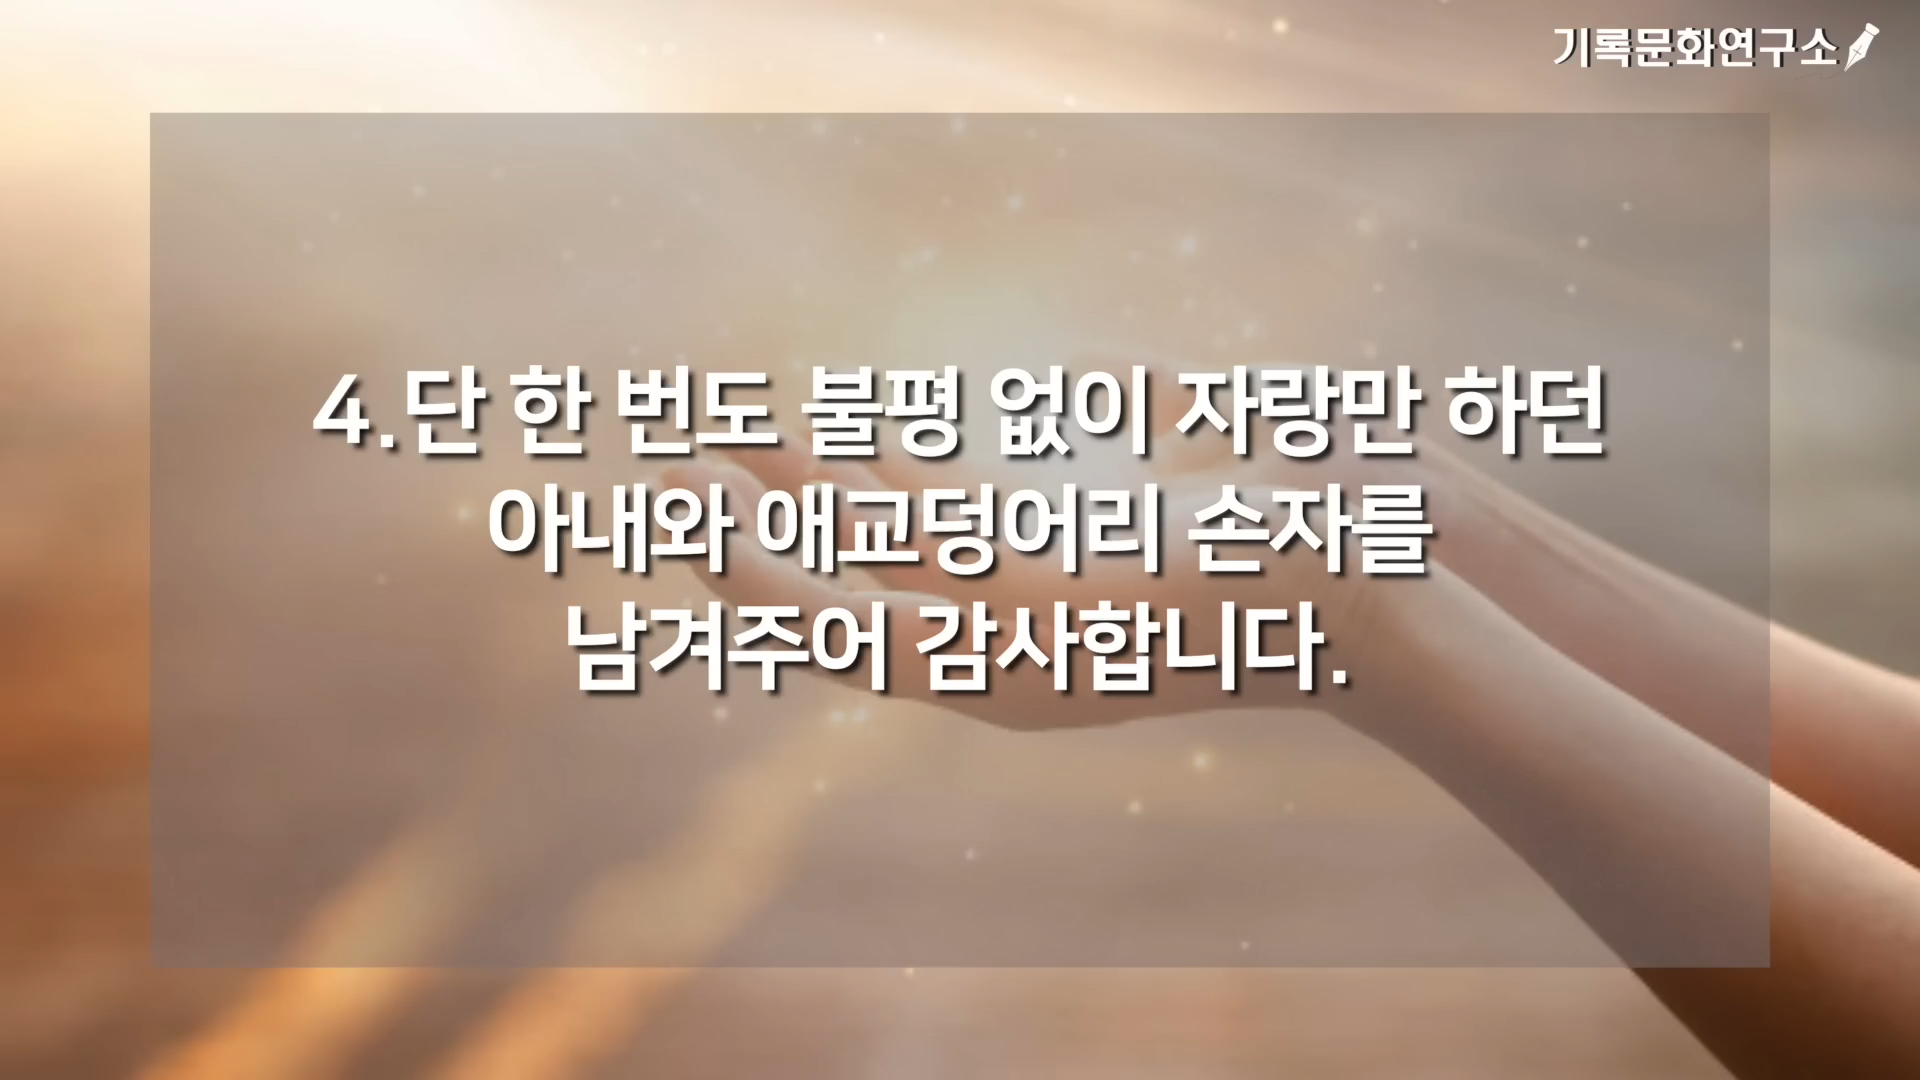 기록문화연구소
4.단 한 번도 불평 없이 자랑만 하던
아내와 애교덩어리 손자를
남겨주어 감사합니다.